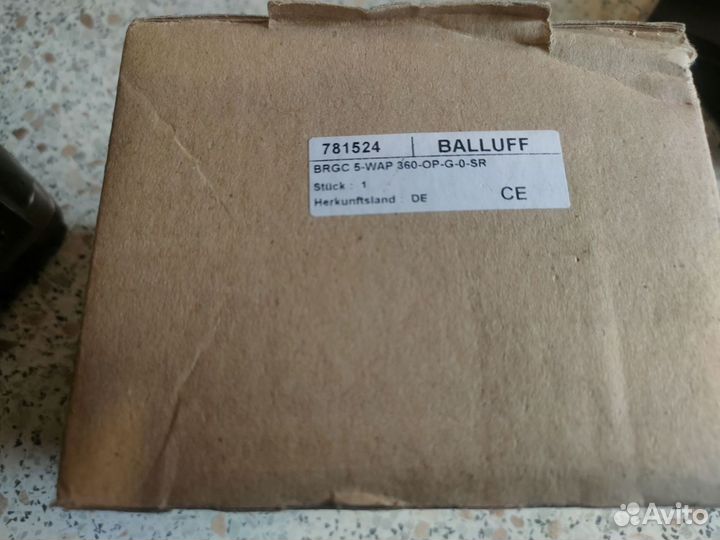 781524 | BALLUFF
BRGC 5-WAP 360-OP-G-0-SR
Stück : 1
Herkunftsland : DE CE
Avito